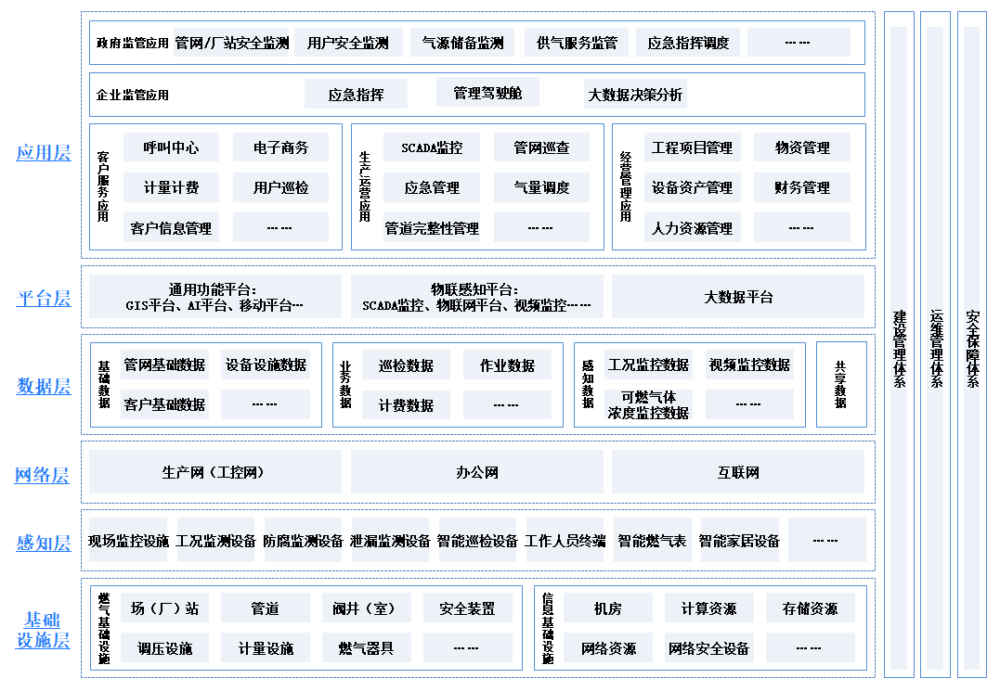 应用层
政府监管应用
管网/厂站安全监测
用户安全监测
气源储备监测
供气服务监管
应急指挥调度
……
企业监管应用
应急指挥
管理驾驶舱
大数据决策分析
客户服务应用
呼叫中心
电子商务
计量计费
用户巡检
客户信息管理
……
生产运营应用
SCADA监控
管网巡查
应急管理
气量调度
管道完整性管理
……
经营管理应用
工程项目管理
物资管理
设备资产管理
财务管理
人力资源管理
……
平台层
通用功能平台：
GIS平台、AI平台、移动平台…
物联感知平台：
SCADA监控、物联网平台、视频监控……
大数据平台
数据层
基础数据
管网基础数据
设备设施数据
客户基础数据
……
业务数据
巡检数据
作业数据
计费数据
……
感知数据
工况监控数据
视频监控数据
可燃气体
浓度监控数据
……
共享数据
网络层
生产网（工控网）
办公网
互联网
感知层
现场监控设施
工况监测设备
防腐监测设备
泄漏监测设备
智能巡检设备
工作人员终端
智能燃气表
智能家居设备
……
基础
设施层
燃气基础设施
场（厂）站
管道
阀井（室）
安全装置
调压设施
计量设施
燃气器具
……
信息基础设施
机房
计算资源
存储资源
网络资源
网络安全设备
……
建设管理体系
运维管理体系
安全保障体系